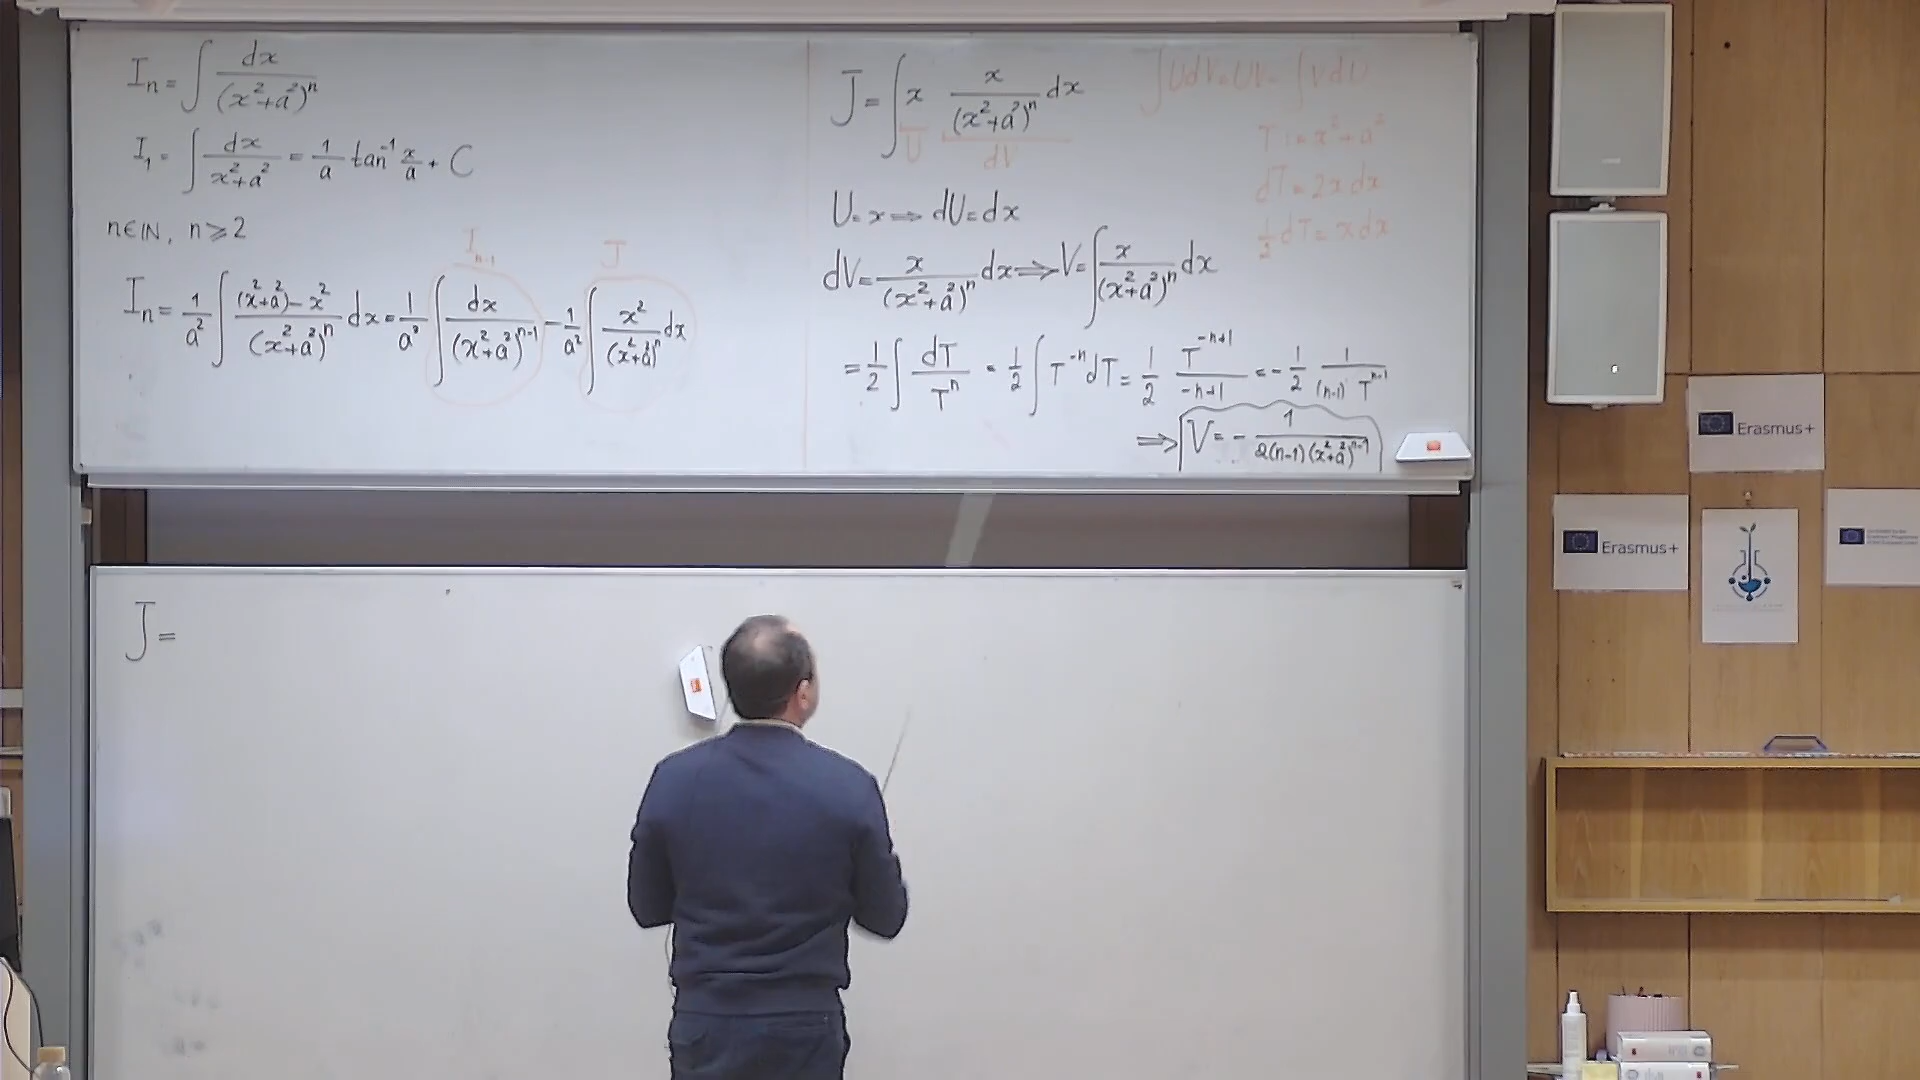 I_n = ∫ dx/(x²+a²)^n
I_1 = ∫ dx/(x²+a²) = 1/a tan⁻¹ x/a + C
n∈IN, n⩾2
I_{n-1} J
I_n = 1/a² ∫ ((x²+a²)-x²)/(x²+a²)^n dx = 1/a² ∫ dx/(x²+a²)^{n-1} - 1/a² ∫ x²/(x²+a²)^n dx
J = ∫ x x/(x²+a²)^n dx
U dV
U=x ⟹ dU=dx
dV = x/(x²+a²)^n dx ⟹ V = ∫ x/(x²+a²)^n dx
= 1/2 ∫ dT/T^n = 1/2 ∫ T^{-n} dT = 1/2 T^{-n+1}/(-n+1) = - 1/2 1/((n-1) T^{n-1})
⟹ V = - 1/(2(n-1)(x²+a²)^{n-1})
∫UdV=UV-∫VdU
T = x²+a²
dT = 2x dx
1/2 dT = x dx
J =
Erasmus+
Erasmus+